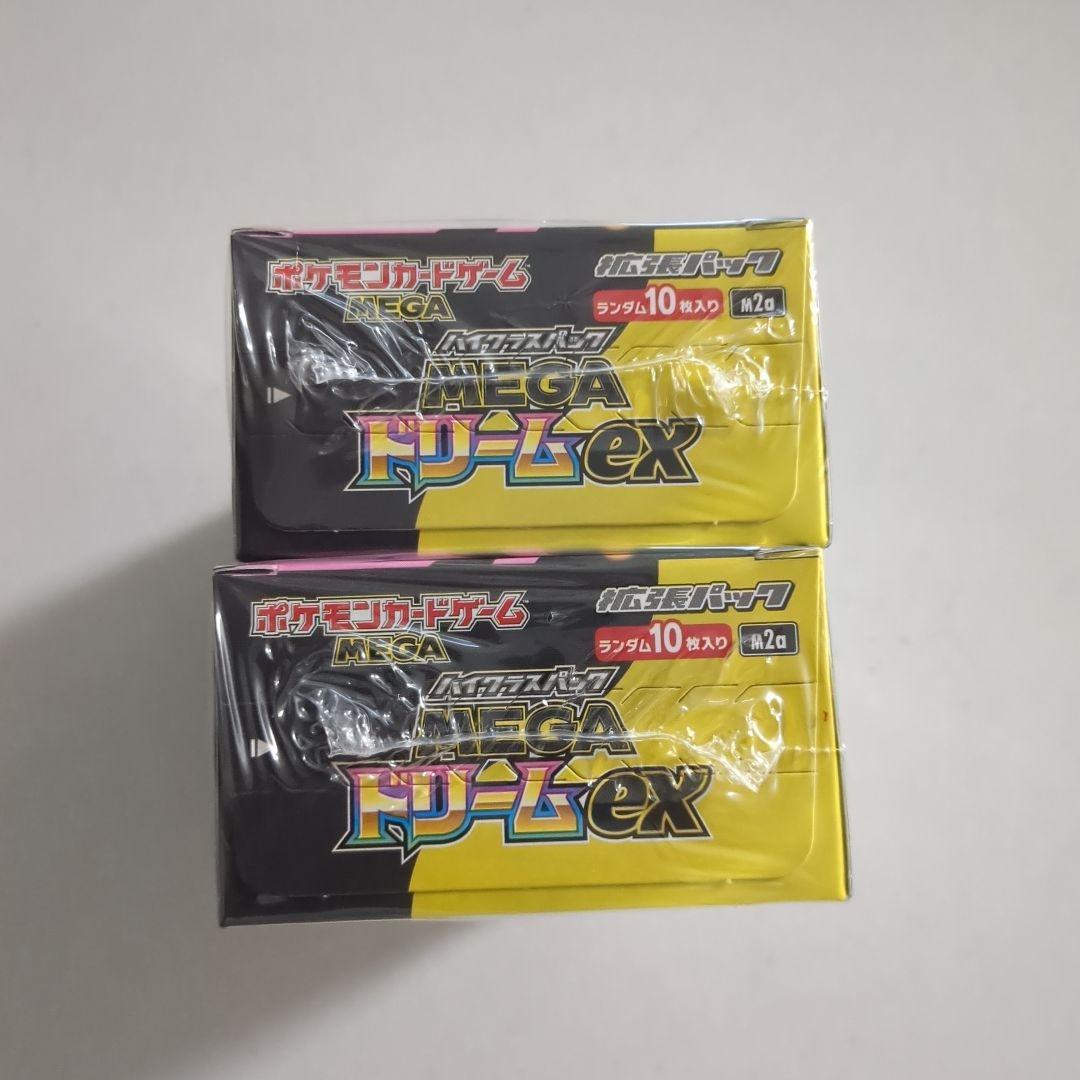 ポケモンカードゲーム
MEGA
拡張パック
ランダム10枚入り M2a
ハイクラスパック
MEGA
ドリームex
ポケモンカードゲーム
MEGA
拡張パック
ランダム10枚入り M2a
ハイクラスパック
MEGA
ドリームex